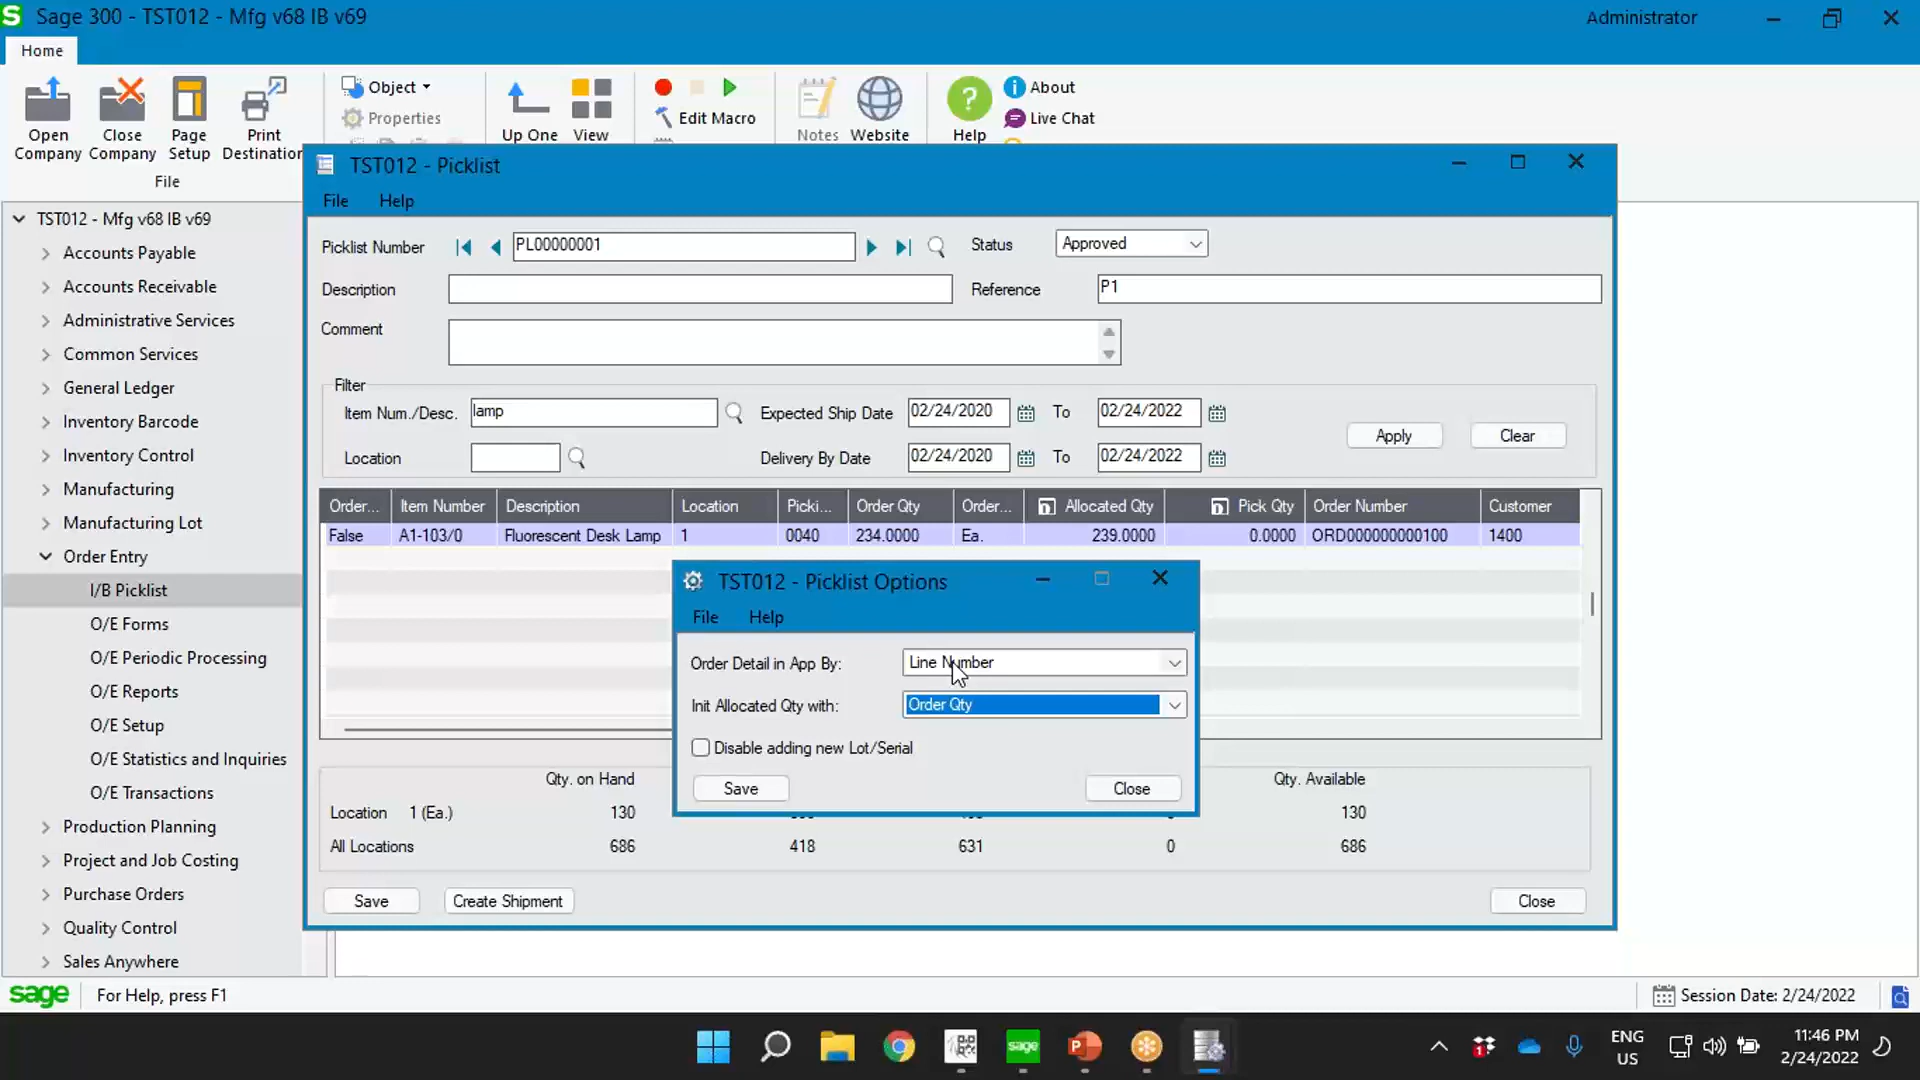 Sage 300 - TST012 - Mfg v68 IB v69
Administrator
Home
Open Company
Close Company
Page Setup
Print Destination
File
Object
Properties
Up One
View
Edit Macro
Notes
Website
Help
About
Live Chat
TST012 - Mfg v68 IB v69
Accounts Payable
Accounts Receivable
Administrative Services
Common Services
General Ledger
Inventory Barcode
Inventory Control
Manufacturing
Manufacturing Lot
Order Entry
I/B Picklist
O/E Forms
O/E Periodic Processing
O/E Reports
O/E Setup
O/E Statistics and Inquiries
O/E Transactions
Production Planning
Project and Job Costing
Purchase Orders
Quality Control
Sales Anywhere
TST012 - Picklist
File Help
Picklist Number PL00000001 Status Approved
Description Reference P1
Comment
Filter
Item Num./Desc. lamp Expected Ship Date 02/24/2020 To 02/24/2022
Apply Clear
Location Delivery By Date 02/24/2020 To 02/24/2022
Order... Item Number Description Location Picki... Order Qty Order... Allocated Qty Pick Qty Order Number Customer
False A1-103/0 Fluorescent Desk Lamp 1 0040 234.0000 Ea. 239.0000 0.0000 ORD000000000100 1400
TST012 - Picklist Options
File Help
Order Detail in App By: Line Number
Init Allocated Qty with: Order Qty
Disable adding new Lot/Serial
Save Close
Qty. on Hand Qty. Available
Location 1 (Ea.) 130 130
All Locations 686 418 631 0 686
Save Create Shipment Close
sage For Help, press F1 Session Date: 2/24/2022
sage
ENG
US
11:46 PM
2/24/2022